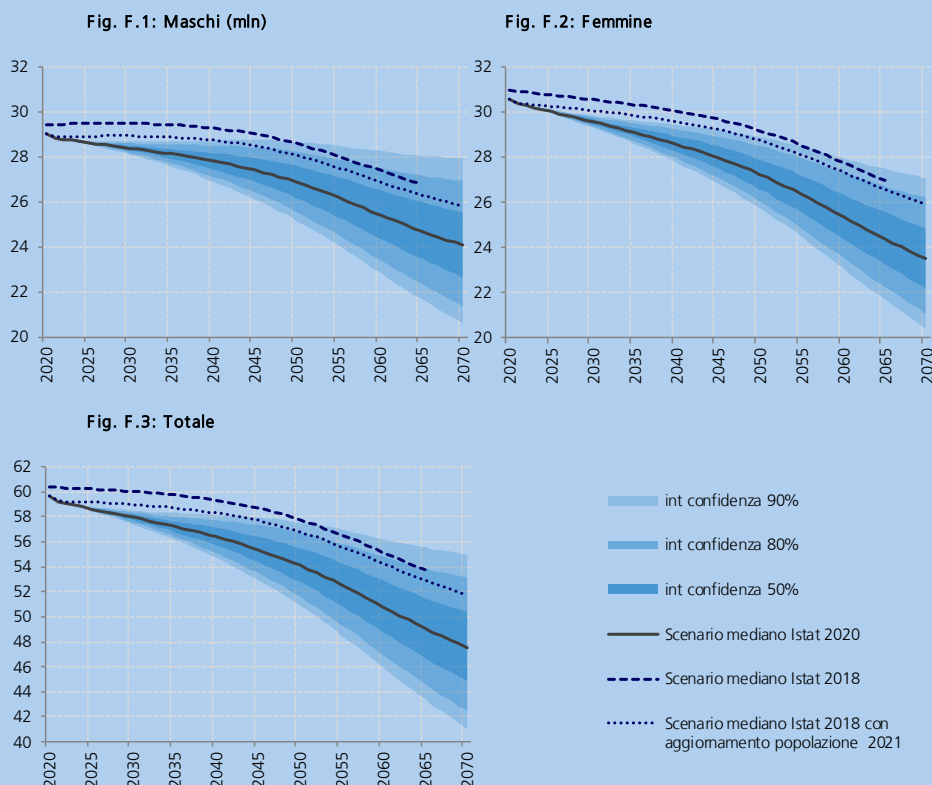 Fig. F.1: Maschi (mln)
32
30
28
26
24
22
20
2020 2025 2030 2035 2040 2045 2050 2055 2060 2065 2070
Fig. F.2: Femmine
32
30
28
26
24
22
20
2020 2025 2030 2035 2040 2045 2050 2055 2060 2065 2070
Fig. F.3: Totale
62
60
58
56
54
52
50
48
46
44
42
40
2020 2025 2030 2035 2040 2045 2050 2055 2060 2065 2070
int confidenza 90%
int confidenza 80%
int confidenza 50%
Scenario mediano Istat 2020
Scenario mediano Istat 2018
Scenario mediano Istat 2018 con
aggiornamento popolazione 2021